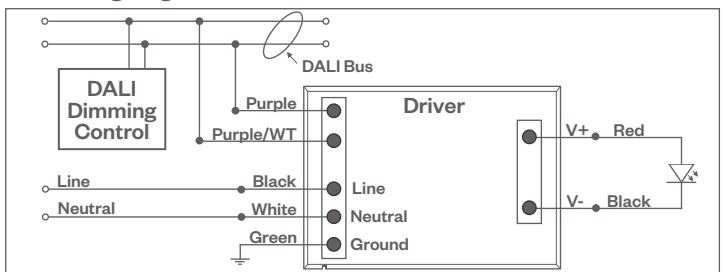 DALI Bus
DALI
Dimming
Control
Driver
Purple
Purple/WT
V+ Red
Line Black Line
V- Black
Neutral White Neutral
Green Ground